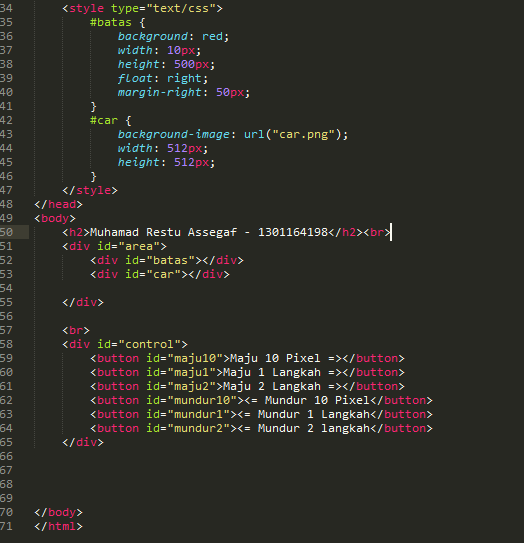 34 <style type="text/css">
35 #batas {
36 background: red;
37 width: 10px;
38 height: 500px;
39 float: right;
40 margin-right: 50px;
41 }
42 #car {
43 background-image: url("car.png");
44 width: 512px;
45 height: 512px;
46 }
47 </style>
48 </head>
49 <body>
50 <h2>Muhamad Restu Assegaf - 1301164198</h2><br>
51 <div id="area">
52 <div id="batas"></div>
53 <div id="car"></div>
54
55 </div>
56
57 <br>
58 <div id="control">
59 <button id="maju10">Maju 10 Pixel =></button>
60 <button id="maju1">Maju 1 Langkah =></button>
61 <button id="maju2">Maju 2 Langkah =></button>
62 <button id="mundur10"><= Mundur 10 Pixel</button>
63 <button id="mundur1"><= Mundur 1 Langkah</button>
64 <button id="mundur2"><= Mundur 2 langkah</button>
65 </div>
66
67
68
69
70 </body>
71 </html>